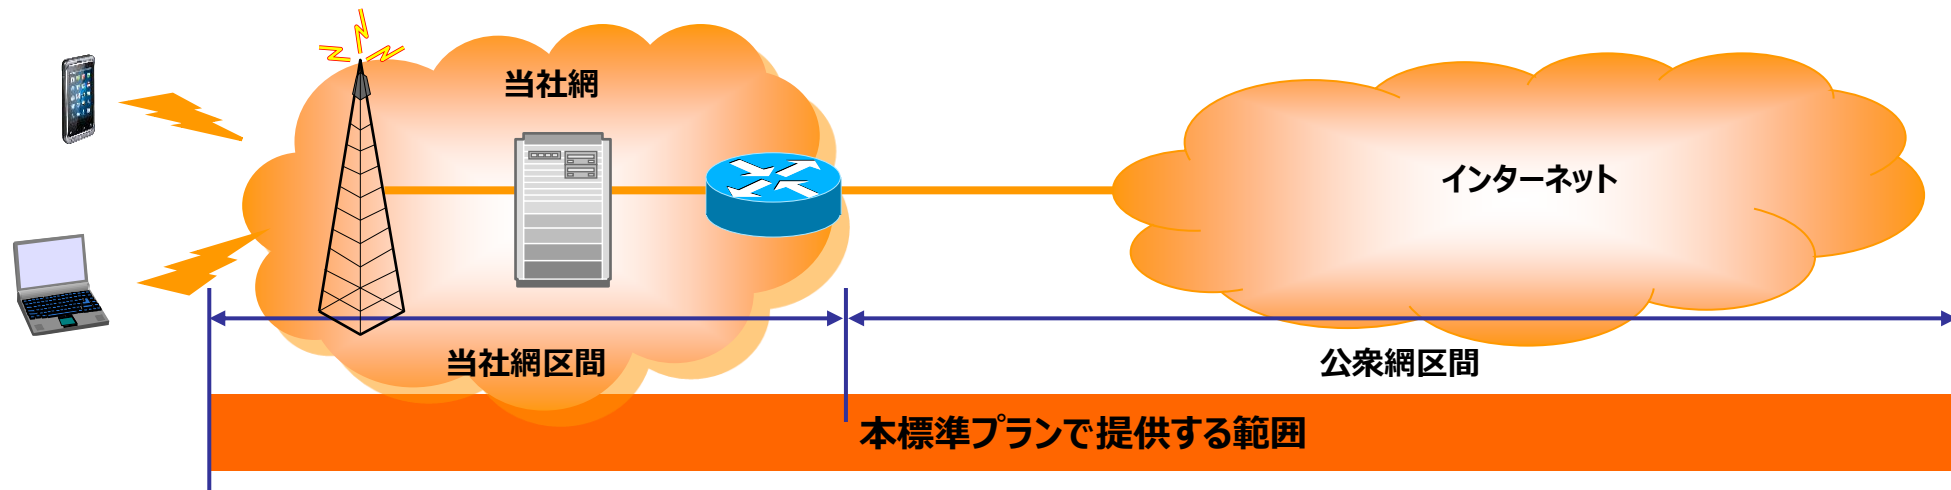 当社網
インターネット
当社網区間
公衆網区間
本標準プランで提供する範囲